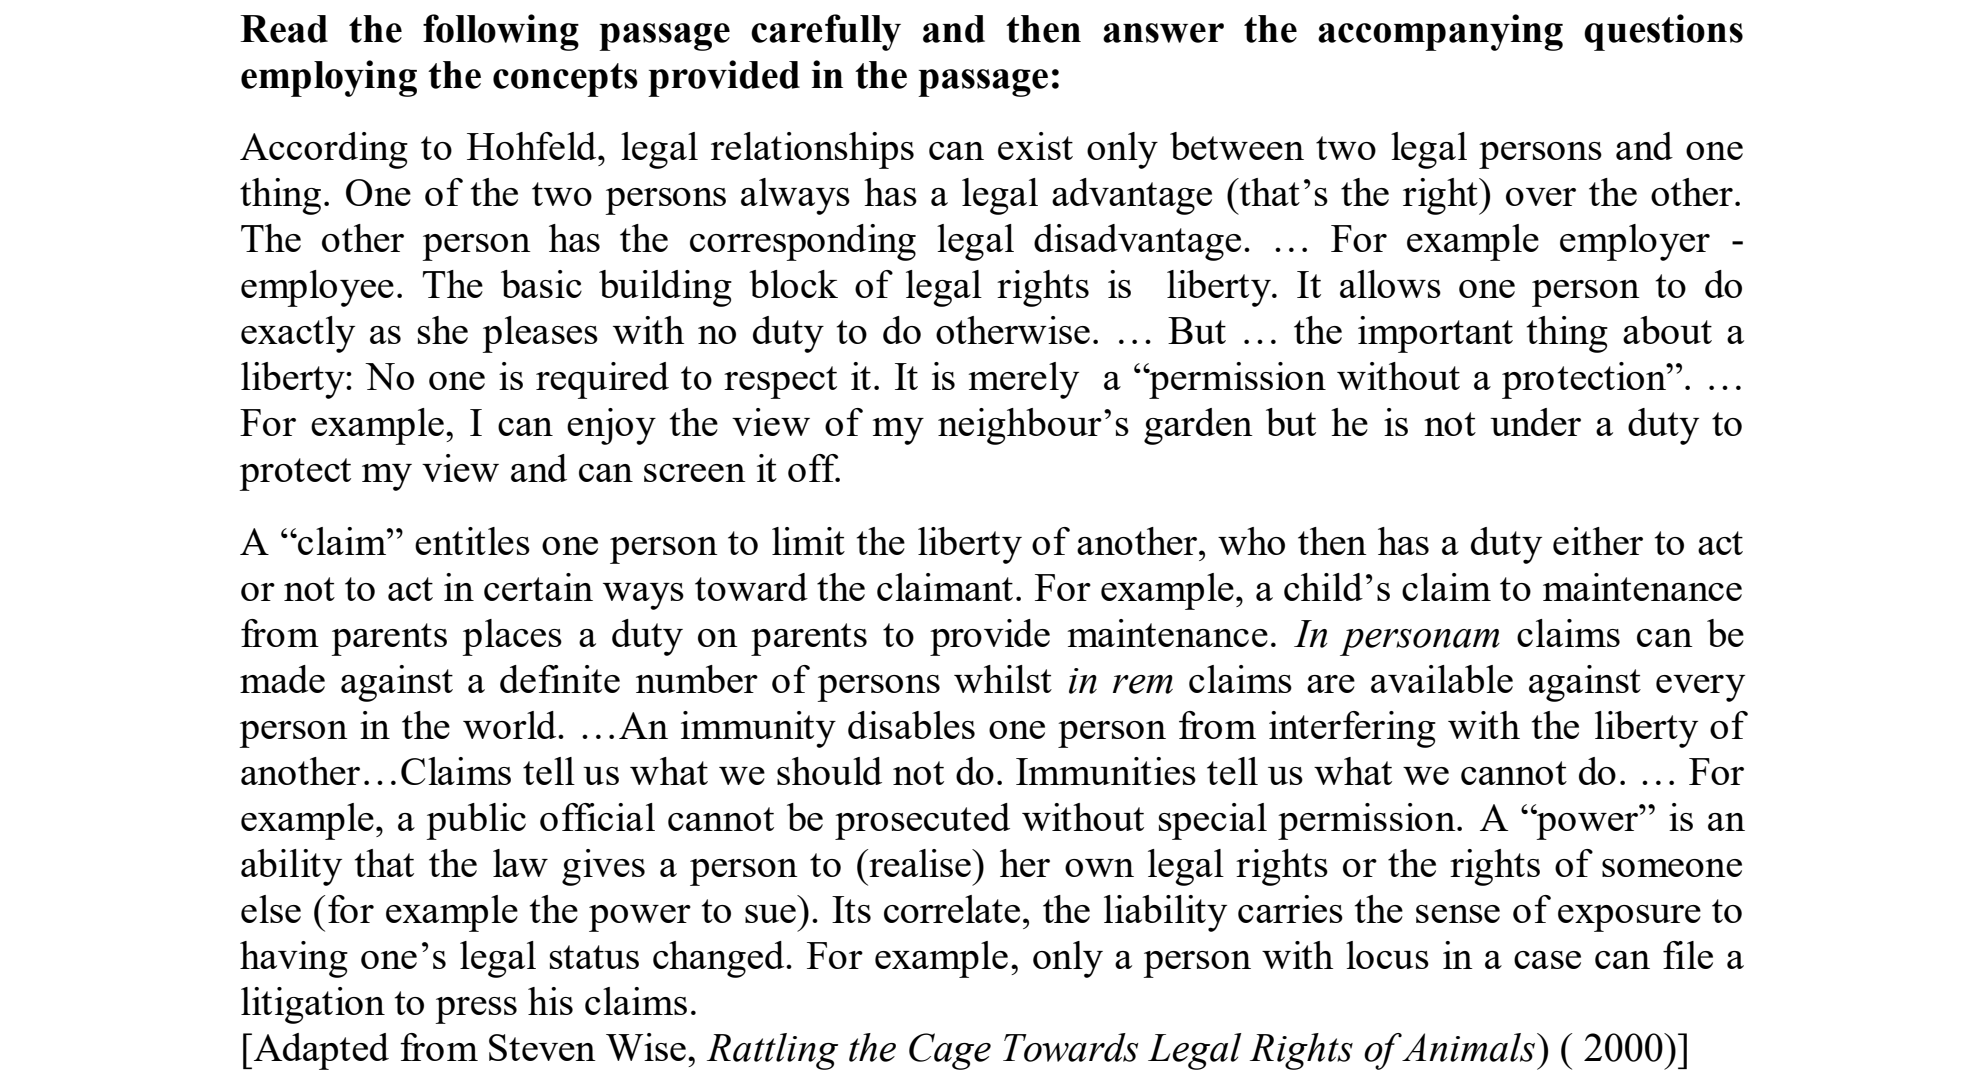 Read the following passage carefully and then answer the accompanying questions
employing the concepts provided in the passage:
According to Hohfeld, legal relationships can exist only between two legal persons and one
thing. One of the two persons always has a legal advantage (that’s the right) over the other.
The other person has the corresponding legal disadvantage. … For example employer -
employee. The basic building block of legal rights is liberty. It allows one person to do
exactly as she pleases with no duty to do otherwise. … But … the important thing about a
liberty: No one is required to respect it. It is merely a “permission without a protection”. …
For example, I can enjoy the view of my neighbour’s garden but he is not under a duty to
protect my view and can screen it off.
A “claim” entitles one person to limit the liberty of another, who then has a duty either to act
or not to act in certain ways toward the claimant. For example, a child’s claim to maintenance
from parents places a duty on parents to provide maintenance. In personam claims can be
made against a definite number of persons whilst in rem claims are available against every
person in the world. …An immunity disables one person from interfering with the liberty of
another…Claims tell us what we should not do. Immunities tell us what we cannot do. … For
example, a public official cannot be prosecuted without special permission. A “power” is an
ability that the law gives a person to (realise) her own legal rights or the rights of someone
else (for example the power to sue). Its correlate, the liability carries the sense of exposure to
having one’s legal status changed. For example, only a person with locus in a case can file a
litigation to press his claims.
[Adapted from Steven Wise, Rattling the Cage Towards Legal Rights of Animals) ( 2000)]